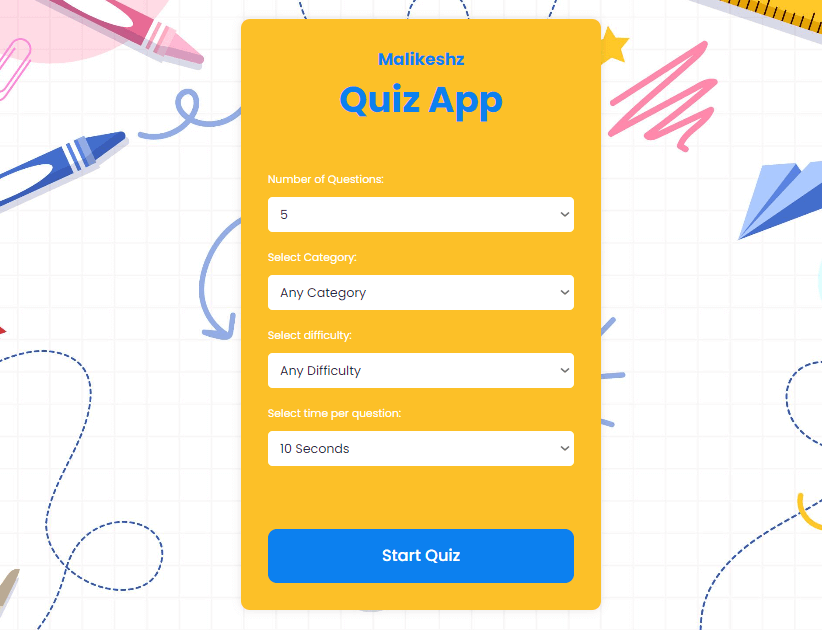 Malikeshz
Quiz App
Number of Questions:
5
Select Category:
Any Category
Select difficulty:
Any Difficulty
Select time per question:
10 Seconds
Start Quiz